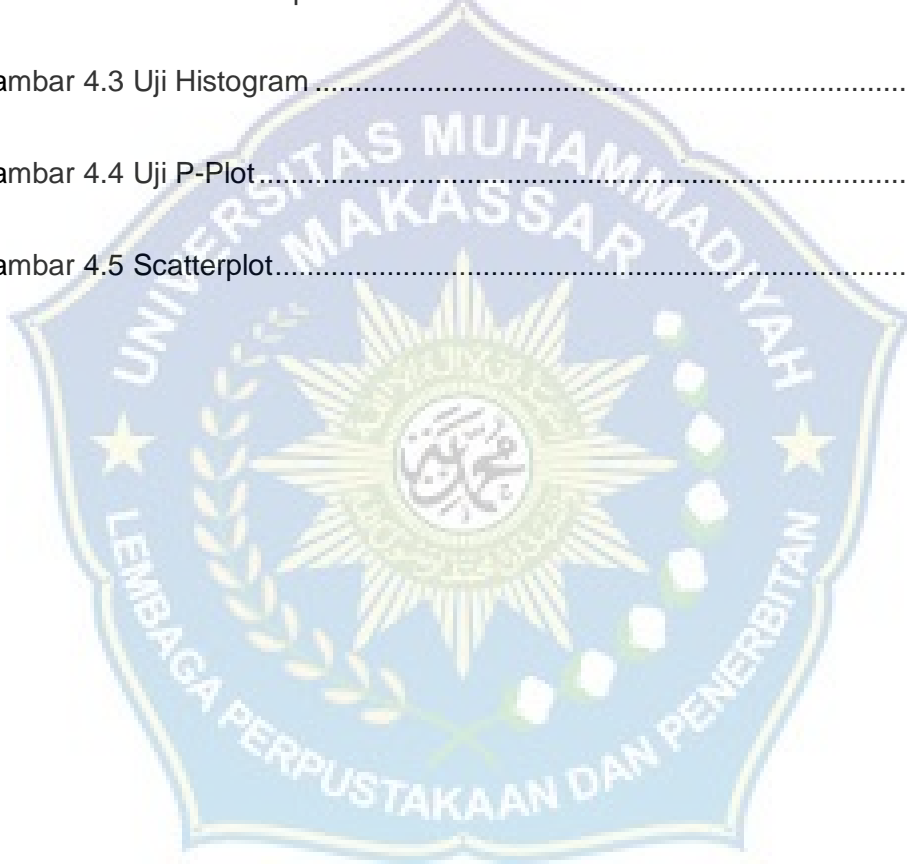 ambar 4.3 Uji Histogram ........................................................................
ambar 4.4 Uji P-Plot ........................................................................
ambar 4.5 Scatterplot ........................................................................
UNIVERSITAS MUHAMMADIYAH
MAKASSAR
LEMBAGA PERPUSTAKAAN DAN PENERBITAN